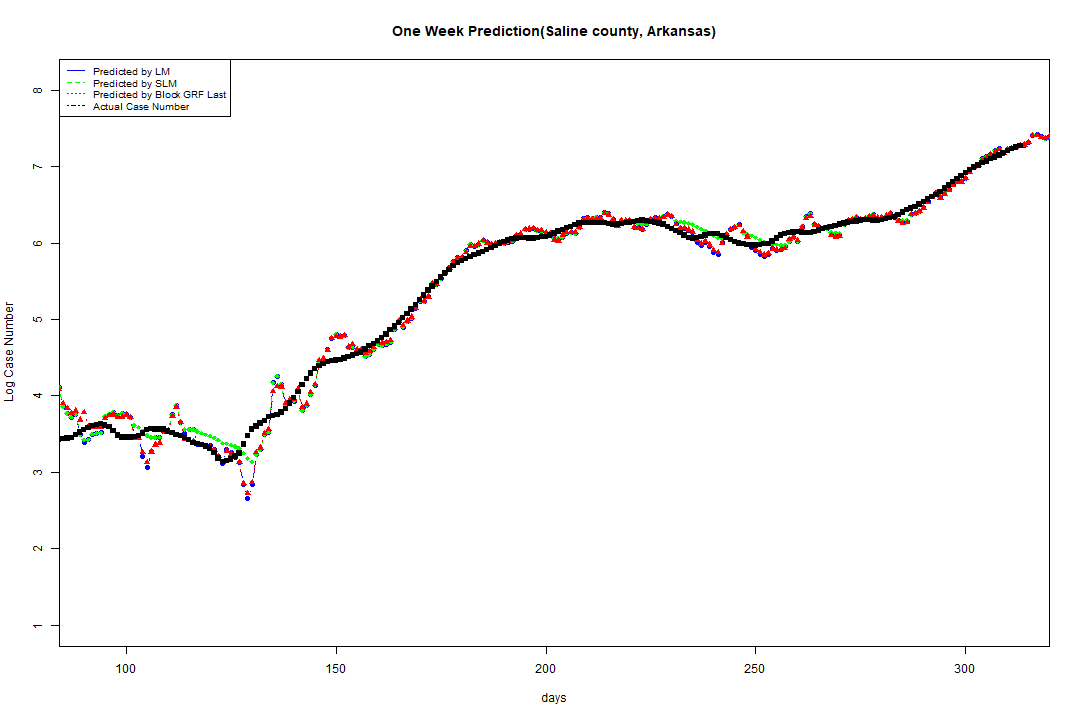 One Week Prediction(Saline county, Arkansas)
Predicted by LM
Predicted by SLM
Predicted by Block GRF Last
Actual Case Number
8
7
6
5
4
3
2
1
Log Case Number
100 150 200 250 300
days